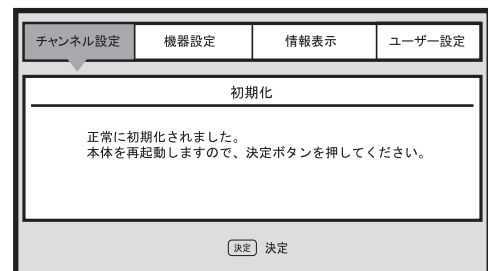 チャンネル設定 機器設定 情報表示 ユーザー設定
初期化
正常に初期化されました。
本体を再起動しますので、決定ボタンを押してください。
決定 決定